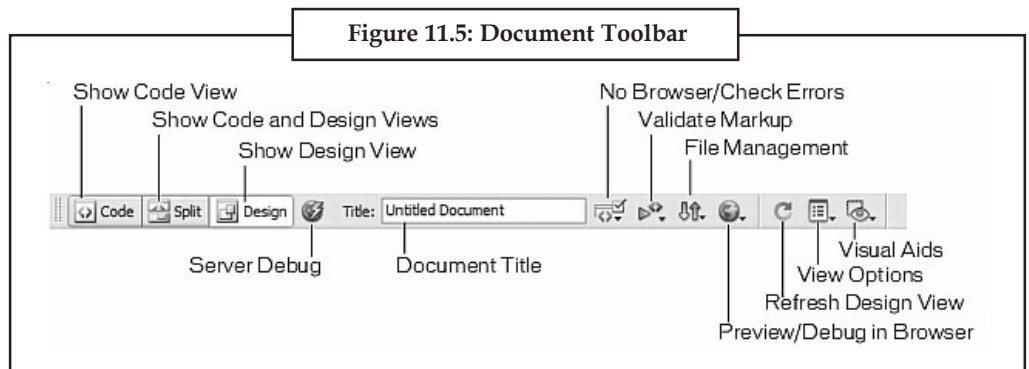 Figure 11.5: Document Toolbar
Show Code View
No Browser/Check Errors
Show Code and Design Views
Validate Markup
Show Design View
File Management
Code
Split
Design
Title:
Untitled Document
Server Debug
Document Title
Visual Aids
View Options
Refresh Design View
Preview/Debug in Browser